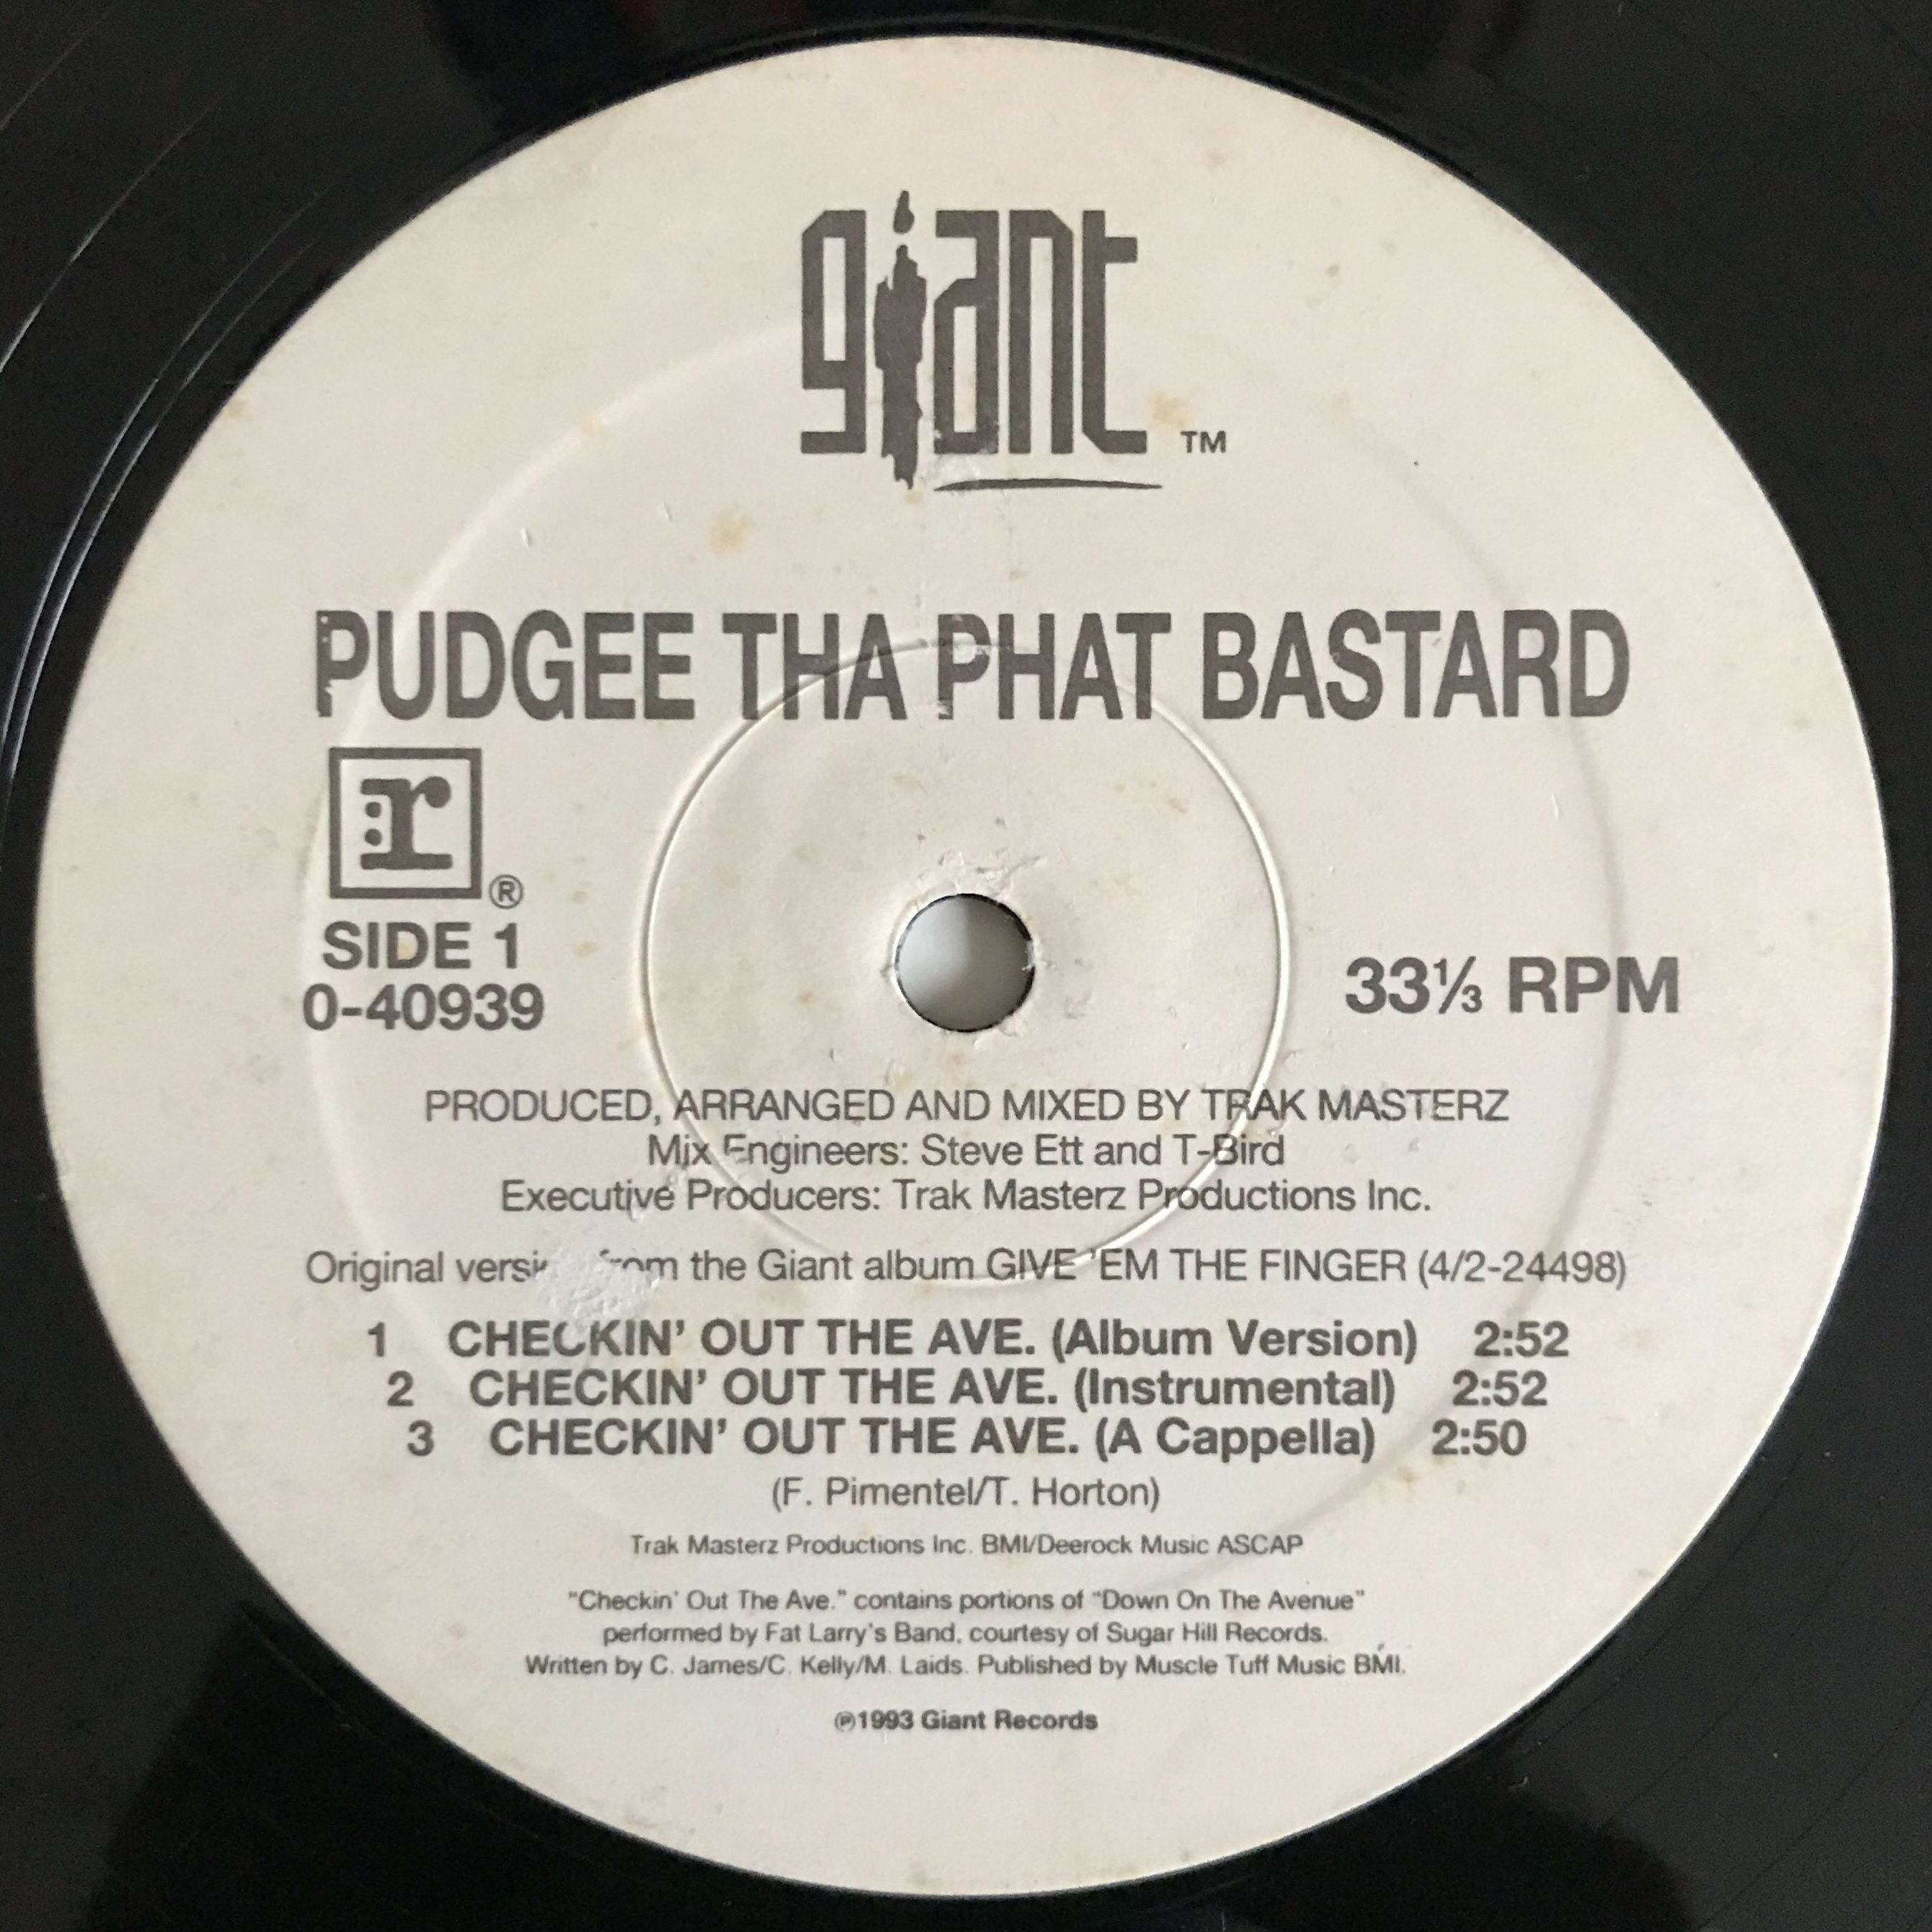 giant TM
PUDGEE THA PHAT BASTARD
r ®
SIDE 1
0-40939
33⅓ RPM
PRODUCED, ARRANGED AND MIXED BY TRAK MASTERZ
Mix Engineers: Steve Ett and T-Bird
Executive Producers: Trak Masterz Productions Inc.
Original from the Giant album GIVE 'EM THE FINGER (4/2-24498)
1 CHECKIN' OUT THE AVE. (Album Version) 2:52
2 CHECKIN' OUT THE AVE. (Instrumental) 2:52
3 CHECKIN' OUT THE AVE. (A Cappella) 2:50
(F. Pimentel/T. Horton)
Trak Masterz Productions Inc. BMI/Deerock Music ASCAP
"Checkin' Out The Ave." contains portions of "Down On The Avenue"
performed by Fat Larry's Band, courtesy of Sugar Hill Records.
Written by C. James/C. Kelly/M. Laids. Published by Muscle Tuff Music BMI.
℗1993 Giant Records